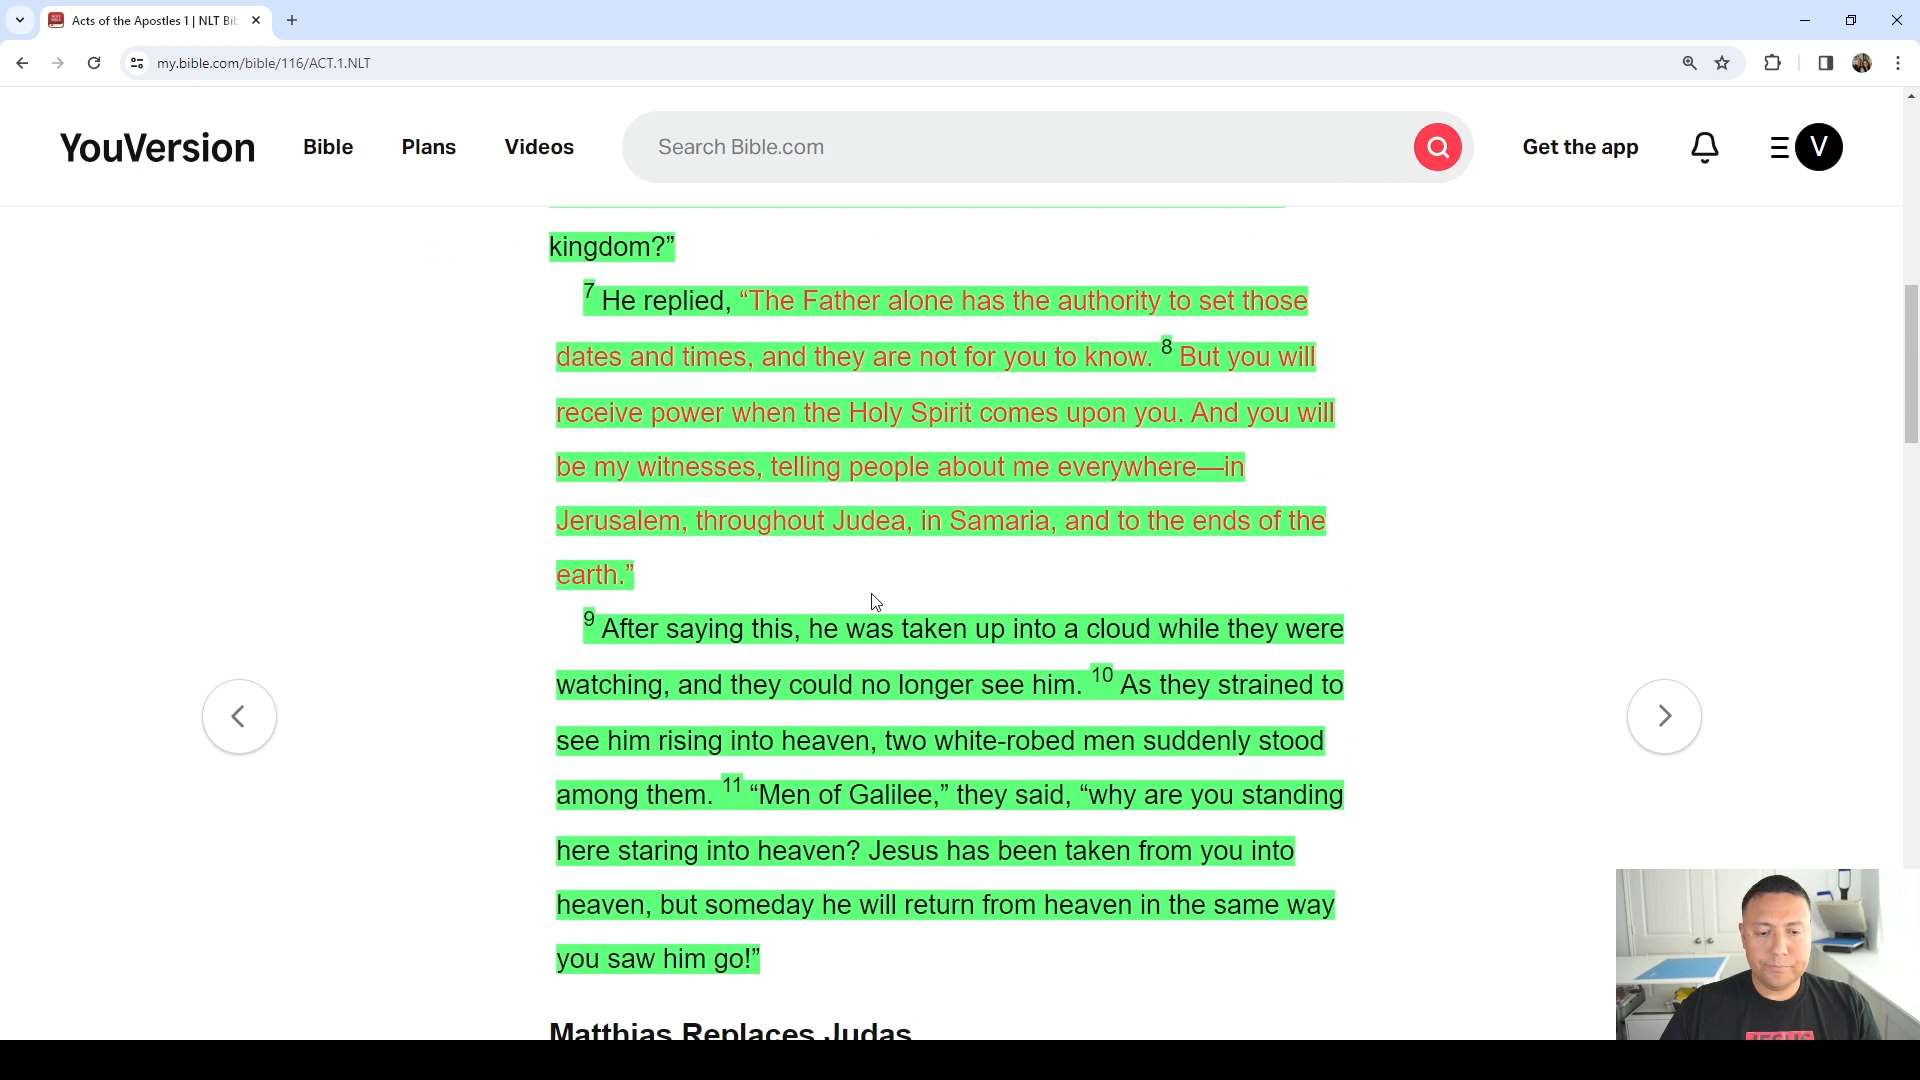 Acts of the Apostles 1 | NLT Bi
my.bible.com/bible/116/ACT.1.NLT
YouVersion
Bible
Plans
Videos
Search Bible.com
Get the app
V
kingdom?”
7 He replied, “The Father alone has the authority to set those
dates and times, and they are not for you to know. 8 But you will
receive power when the Holy Spirit comes upon you. And you will
be my witnesses, telling people about me everywhere—in
Jerusalem, throughout Judea, in Samaria, and to the ends of the
earth.”
9 After saying this, he was taken up into a cloud while they were
watching, and they could no longer see him. 10 As they strained to
see him rising into heaven, two white-robed men suddenly stood
among them. 11 “Men of Galilee,” they said, “why are you standing
here staring into heaven? Jesus has been taken from you into
heaven, but someday he will return from heaven in the same way
you saw him go!”
Matthias Replaces Judas
JESUS